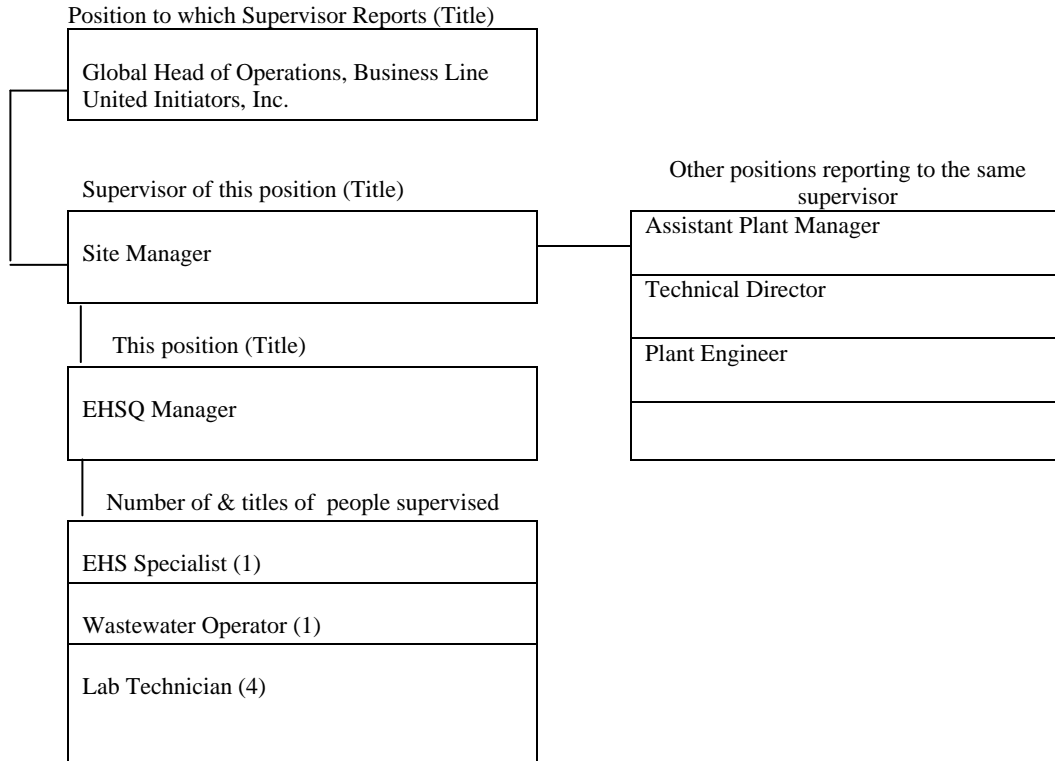 Position to which Supervisor Reports (Title)
Global Head of Operations, Business Line
United Initiators, Inc.
Supervisor of this position (Title)
Site Manager
Other positions reporting to the same
supervisor
Assistant Plant Manager
Technical Director
Plant Engineer
This position (Title)
EHSQ Manager
Number of & titles of  people supervised
EHS Specialist (1)
Wastewater Operator (1)
Lab Technician (4)